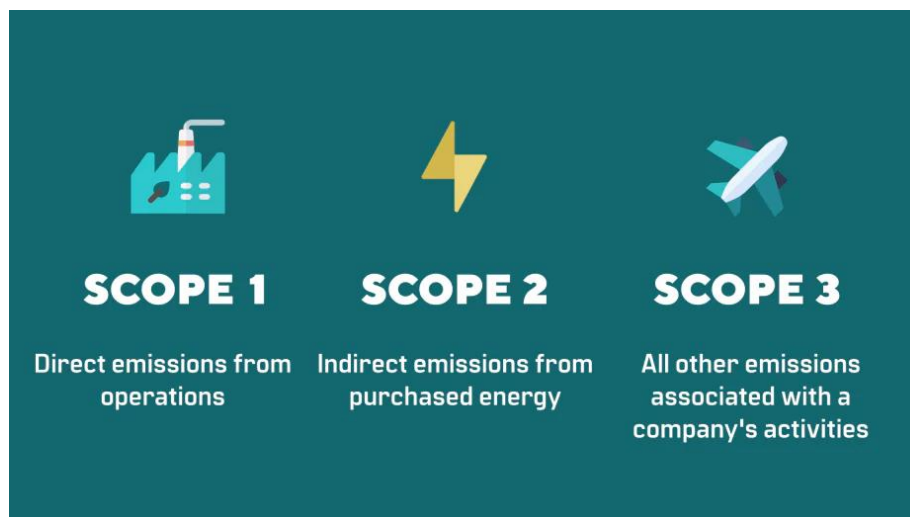 SCOPE 1
Direct emissions from
operations
SCOPE 2
Indirect emissions from
purchased energy
SCOPE 3
All other emissions
associated with a
company's activities